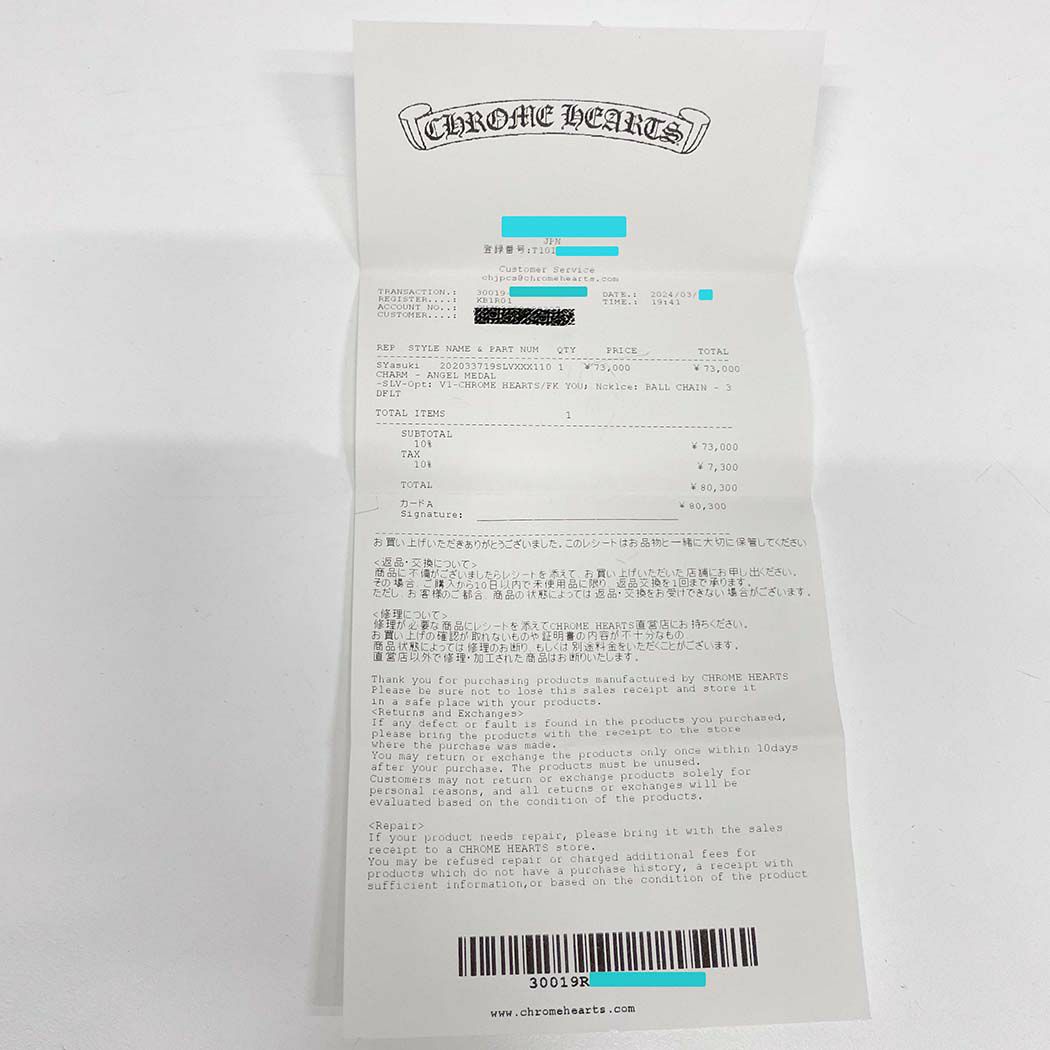 CHROME HEARTS
JPN
登録番号:T101
Customer Service
chjpcs@chromehearts.com
TRANSACTION.: 30019- DATE.: 2024/03/
REGISTER....: KB1R01 TIME.: 19:41
ACCOUNT NO..:
CUSTOMER....:
REP STYLE NAME & PART NUM QTY PRICE TOTAL
SYasuki 202033719SLVXXX110 1 ¥73,000 ¥73,000
CHARM - ANGEL MEDAL
-SLV-Opt: V1-CHROME HEARTS/FK YOU; Ncklce: BALL CHAIN - 3
DFLT
TOTAL ITEMS 1
SUBTOTAL
10% ¥73,000
TAX
10% ¥7,300
TOTAL ¥80,300
カードA ¥80,300
Signature:
お買い上げいただきありがとうございました。このレシートはお品物と一緒に大切に保管してください
<返品・交換について>
商品に不備がございましたらレシートを添えて、お買い上げいただいた店舗にお申し出ください。
その場合、ご購入から10日以内で未使用品に限り、返品交換を1回まで承ります。
ただし、お客様のご都合、商品の状態によっては返品・交換をお受けできない場合がございます。
<修理について>
修理が必要な商品にレシートを添えてCHROME HEARTS直営店にお持ちください。
お買い上げの確認が取れないものや証明書の内容が不十分なもの、
商品状態によっては修理のお断り、もしくは別途料金をいただくことがございます。
直営店以外で修理・加工された商品はお断りいたします。
Thank you for purchasing products manufactured by CHROME HEARTS
Please be sure not to lose this sales receipt and store it
in a safe place with your products.
<Returns and Exchanges>
If any defect or fault is found in the products you purchased,
please bring the products with the receipt to the store
where the purchase was made.
You may return or exchange the products only once within 10days
after your purchase. The products must be unused.
Customers may not return or exchange products solely for
personal reasons, and all returns or exchanges will be
evaluated based on the condition of the products.
<Repair>
If your product needs repair, please bring it with the sales
receipt to a CHROME HEARTS store.
You may be refused repair or charged additional fees for
products which do not have a purchase history, a receipt with
sufficient information,or based on the condition of the product
30019R
www.chromehearts.com